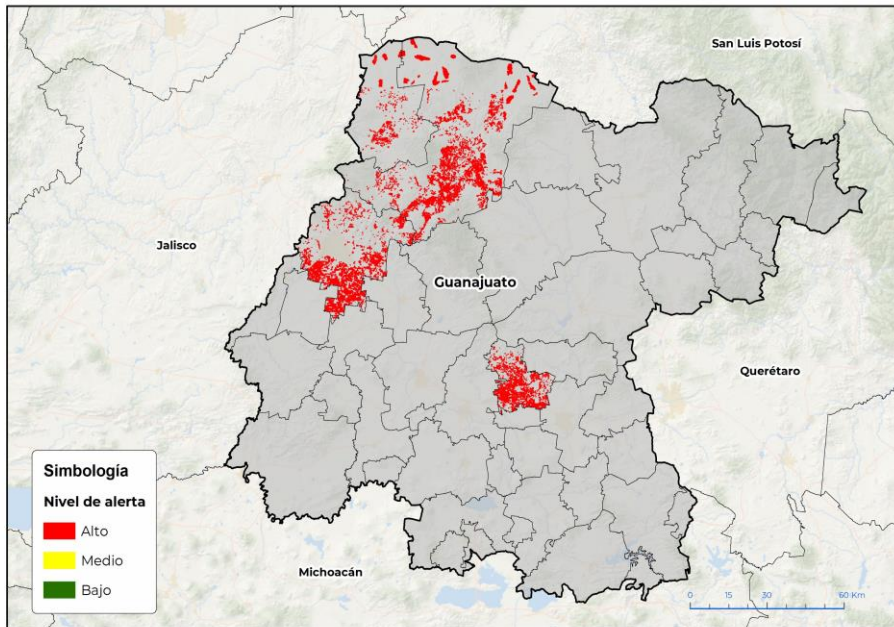 San Luis Potosí
Jalisco
Guanajuato
Querétaro
Simbología
Nivel de alerta
Alto
Medio
Bajo
Michoacán
0 15 30 60 Km